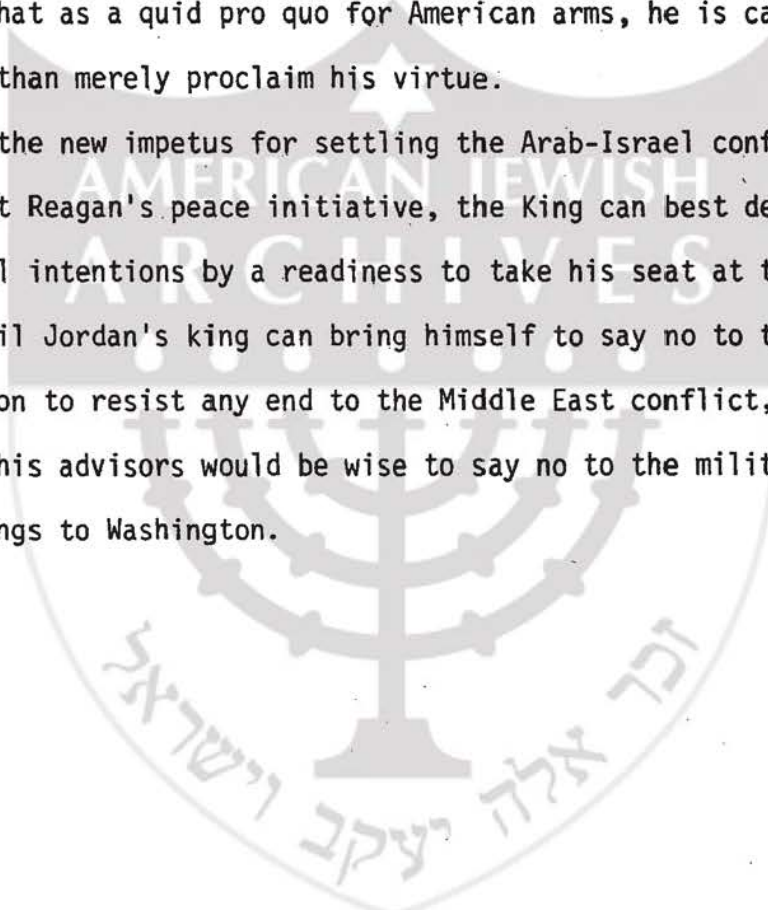 hat as a quid pro quo for American arms, he is ca
than merely proclaim his virtue.
the new impetus for settling the Arab-Israel conf
t Reagan's peace initiative, the King can best de
l intentions by a readiness to take his seat at t
il Jordan's king can bring himself to say no to t
on to resist any end to the Middle East conflict,
his advisors would be wise to say no to the milit
ngs to Washington.
AMERICAN JEWISH
ARCHIVES
זכר אלה יעקב וישראל